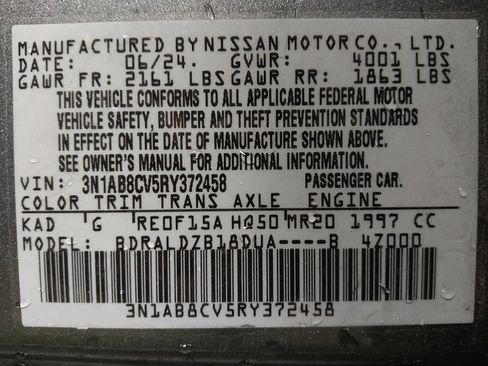 MANUFACTURED BY NISSAN MOTOR CO., LTD.
DATE: 06/24. GVWR: 4001 LBS
GAWR FR: 2161 LBS GAWR RR: 1863 LBS
THIS VEHICLE CONFORMS TO ALL APPLICABLE FEDERAL MOTOR
VEHICLE SAFETY, BUMPER AND THEFT PREVENTION STANDARDS
IN EFFECT ON THE DATE OF MANUFACTURE SHOWN ABOVE.
SEE OWNER'S MANUAL FOR ADDITIONAL INFORMATION.
VIN: 3N1AB8CV5RY372458 PASSENGER CAR.
COLOR TRIM TRANS AXLE ENGINE
KAD G RE0F15A HQ50 MR20 1997 CC
MODEL: BDRALDZB18DUA----B 4Z000
3N1AB8CV5RY372458